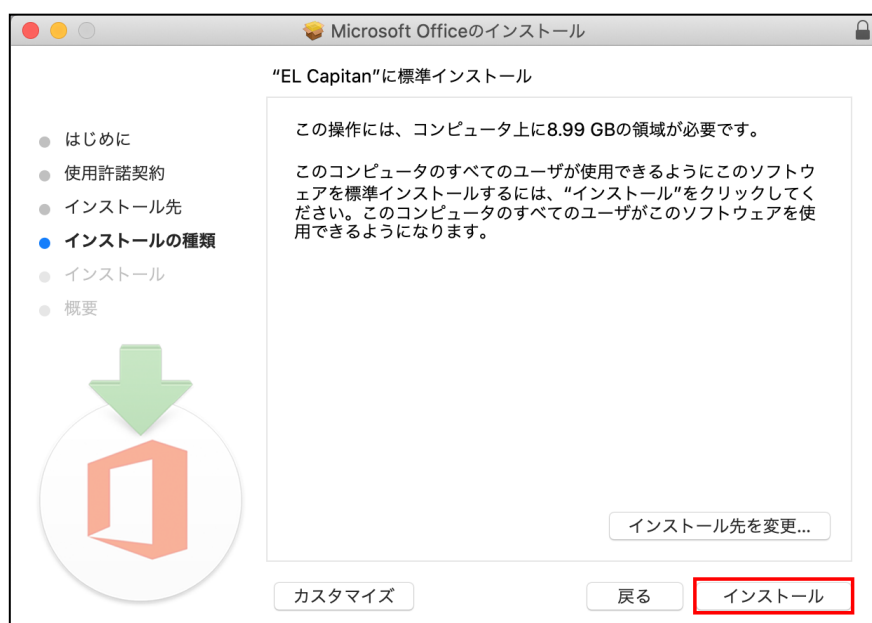 Microsoft Officeのインストール
“EL Capitan”に標準インストール
はじめに
使用許諾契約
インストール先
インストールの種類
インストール
概要
この操作には、コンピュータ上に8.99 GBの領域が必要です。
このコンピュータのすべてのユーザが使用できるようにこのソフトウ
ェアを標準インストールするには、“インストール”をクリックしてく
ださい。このコンピュータのすべてのユーザがこのソフトウェアを使
用できるようになります。
インストール先を変更...
カスタマイズ
戻る
インストール